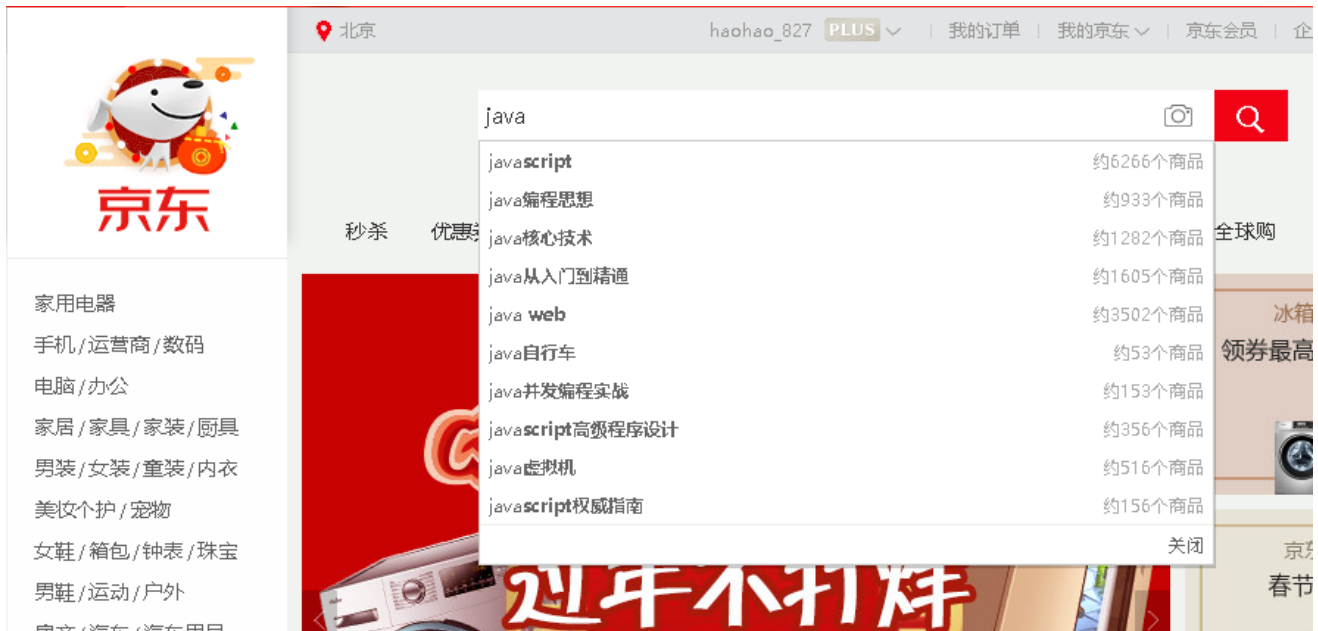 北京 haohao_827 PLUS 我的订单 我的京东 京东会员 企
京东
java
javascript 约6266个商品
java编程思想 约933个商品
java核心技术 约1282个商品
java从入门到精通 约1605个商品
java web 约3502个商品
java自行车 约53个商品
java并发编程实战 约153个商品
javascript高级程序设计 约356个商品
java虚拟机 约516个商品
javascript权威指南 约156个商品
关闭
秒杀 优惠 全球购
家用电器
手机/运营商/数码
电脑/办公
家居/家具/家装/厨具
男装/女装/童装/内衣
美妆个护/宠物
女鞋/箱包/钟表/珠宝
男鞋/运动/户外
房产/汽车/汽车用品
冰箱
领券最高
过年不打烊
京东
春节